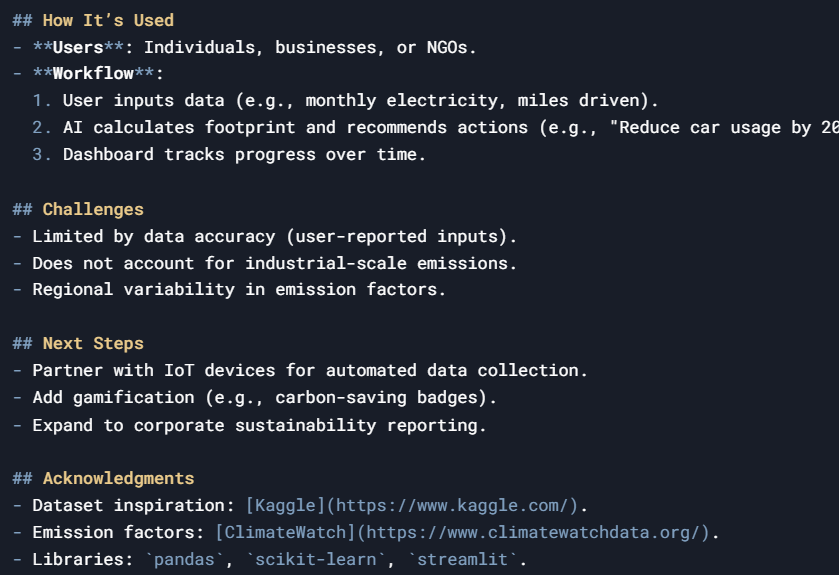 ## How It’s Used
- **Users**: Individuals, businesses, or NGOs.
- **Workflow**:
1. User inputs data (e.g., monthly electricity, miles driven).
2. AI calculates footprint and recommends actions (e.g., "Reduce car usage by 20
3. Dashboard tracks progress over time.
## Challenges
- Limited by data accuracy (user-reported inputs).
- Does not account for industrial-scale emissions.
- Regional variability in emission factors.
## Next Steps
- Partner with IoT devices for automated data collection.
- Add gamification (e.g., carbon-saving badges).
- Expand to corporate sustainability reporting.
## Acknowledgments
- Dataset inspiration: [Kaggle](https://www.kaggle.com/).
- Emission factors: [ClimateWatch](https://www.climatewatchdata.org/).
- Libraries: `pandas`, `scikit-learn`, `streamlit`.